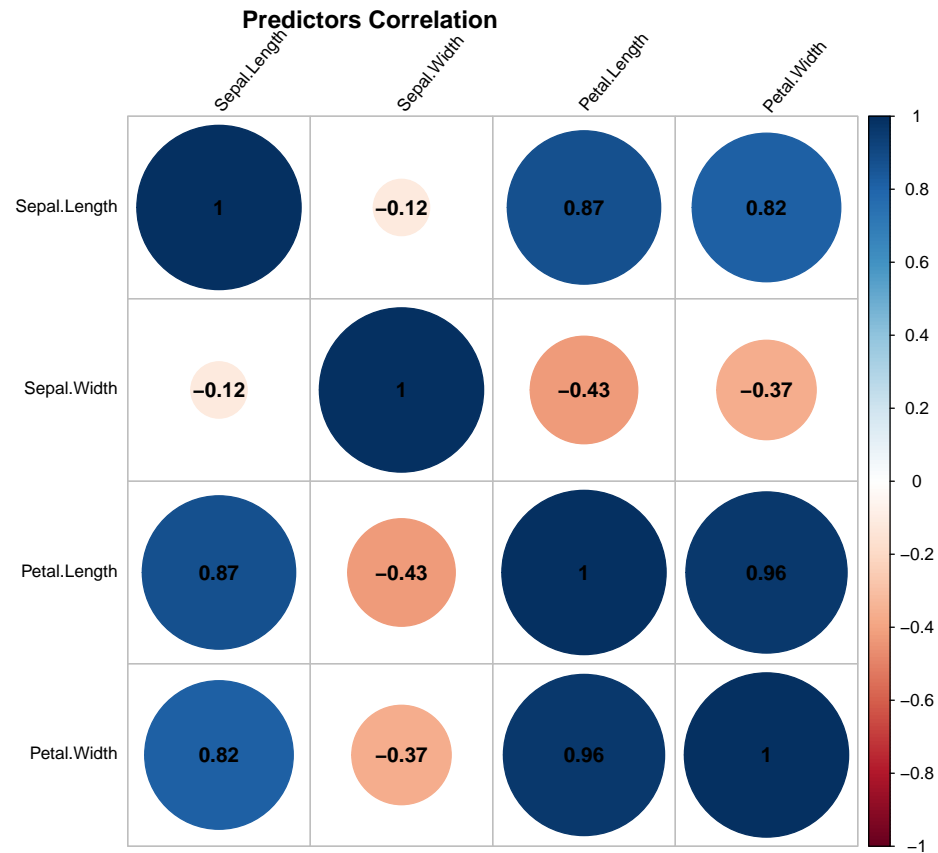 Predictors Correlation
Sepal.Length Sepal.Width Petal.Length Petal.Width
Sepal.Length 1 −0.12 0.87 0.82
Sepal.Width −0.12 1 −0.43 −0.37
Petal.Length 0.87 −0.43 1 0.96
Petal.Width 0.82 −0.37 0.96 1
1
0.8
0.6
0.4
0.2
0
−0.2
−0.4
−0.6
−0.8
−1